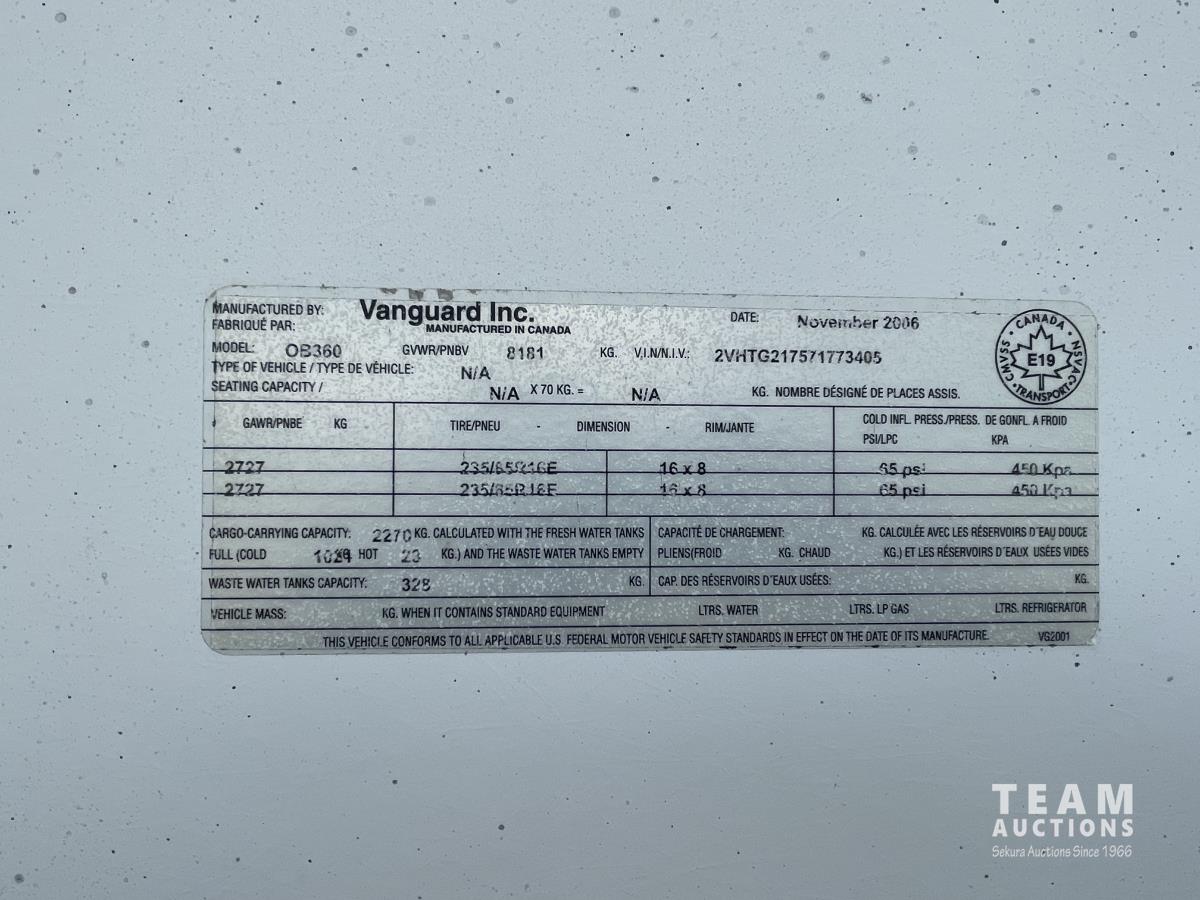 MANUFACTURED BY: Vanguard Inc. DATE: November 2006
FABRIQUÉ PAR: MANUFACTURED IN CANADA
MODEL: OB360 GVWR/PNBV 8181 KG. V.I.N/N.I.V.: 2VHTG217571773405
TYPE OF VEHICLE / TYPE DE VÉHICLE: N/A
SEATING CAPACITY / N/A X 70 KG. = N/A KG. NOMBRE DÉSIGNÉ DE PLACES ASSIS.
CANADA
CMVSS E19 NSVAC
TRANSPORT
GAWR/PNBE KG TIRE/PNEU - DIMENSION - RIM/JANTE COLD INFL. PRESS./PRESS. DE GONFL. A FROID
PSI/LPC KPA
2727 16 x 8 65 psi 450 Kpa
2727 16 x 8 65 psi 450 Kpa
CARGO-CARRYING CAPACITY: 2270 KG. CALCULATED WITH THE FRESH WATER TANKS
FULL (COLD HOT 23 KG.) AND THE WASTE WATER TANKS EMPTY
CAPACITÉ DE CHARGEMENT: KG. CALCULÉE AVEC LES RÉSERVOIRS D'EAU DOUCE
PLIENS(FROID KG. CHAUD KG.) ET LES RÉSERVOIRS D'EAUX USÉES VIDES
WASTE WATER TANKS CAPACITY: 328 KG. CAP. DES RÉSERVOIRS D'EAUX USÉES: KG.
VEHICLE MASS: KG. WHEN IT CONTAINS STANDARD EQUIPMENT LTRS. WATER LTRS. LP GAS LTRS. REFRIGERATOR
THIS VEHICLE CONFORMS TO ALL APPLICABLE U.S FEDERAL MOTOR VEHICLE SAFETY STANDARDS IN EFFECT ON THE DATE OF ITS MANUFACTURE. VG2001
TEAM
AUCTIONS
Sekura Auctions Since 1966